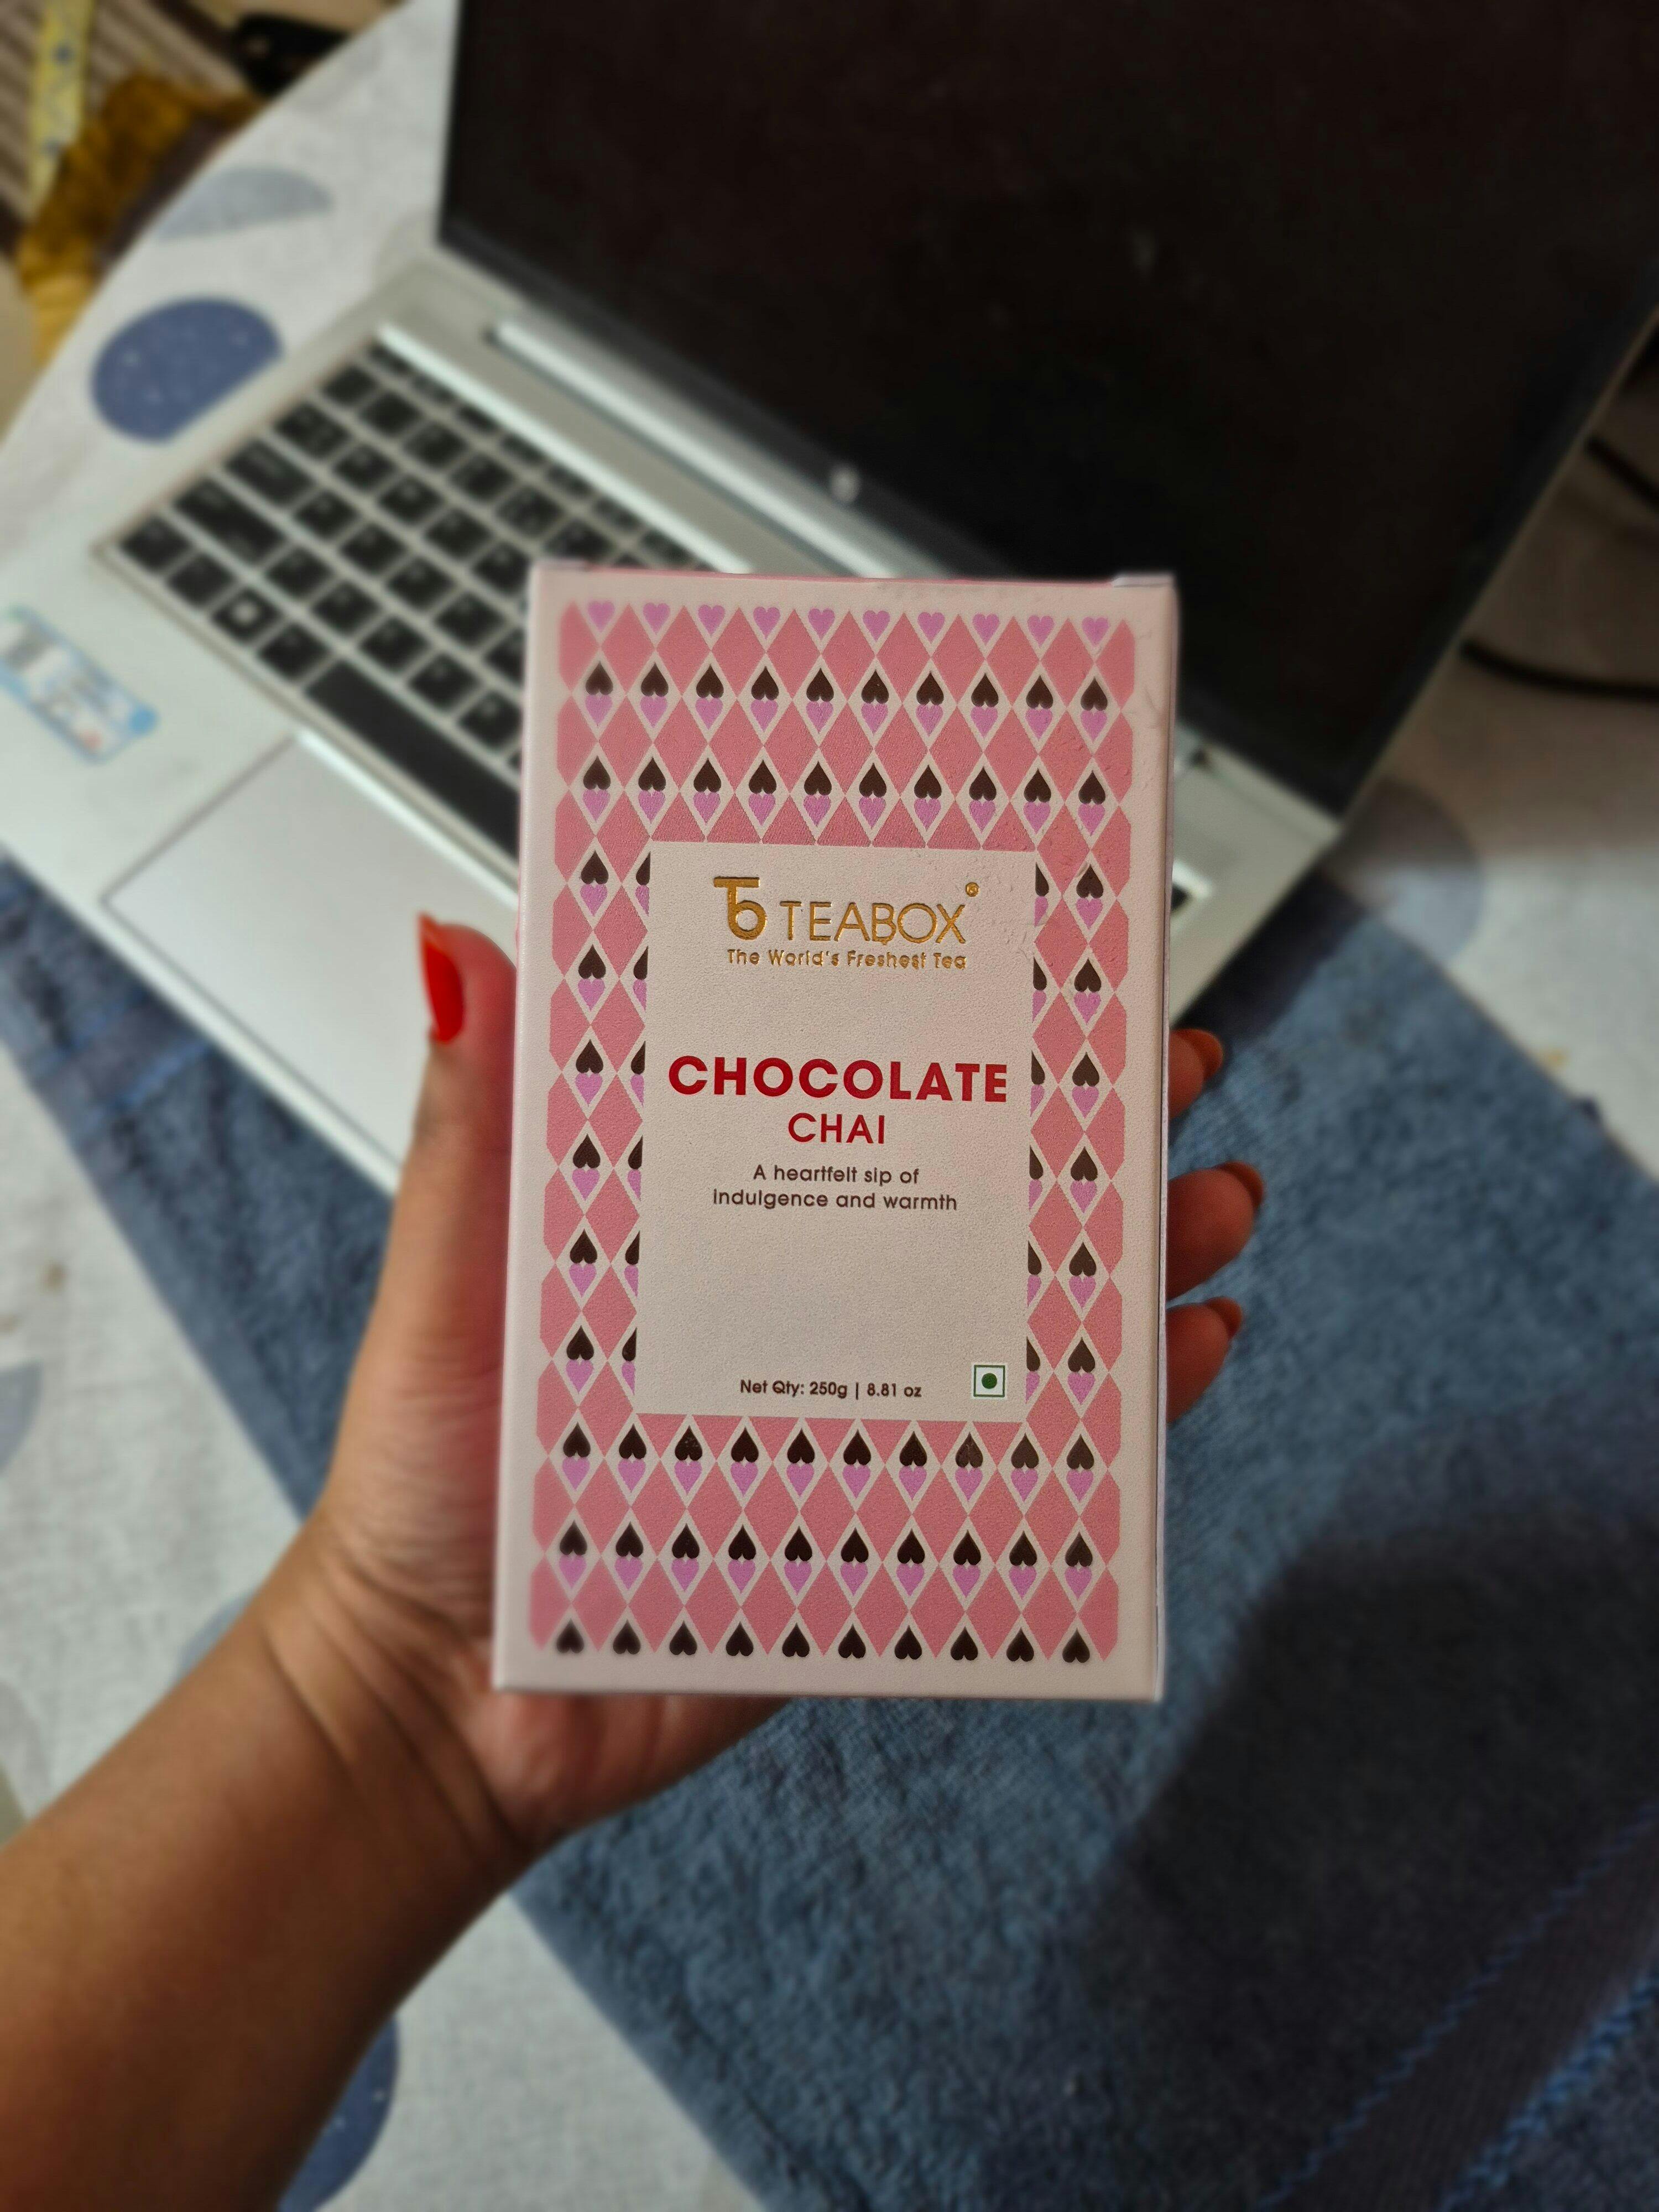 TEABOX®
The World's Freshest Tea
CHOCOLATE
CHAI
A heartfelt sip of
indulgence and warmth
Net Qty: 250g | 8.81 oz